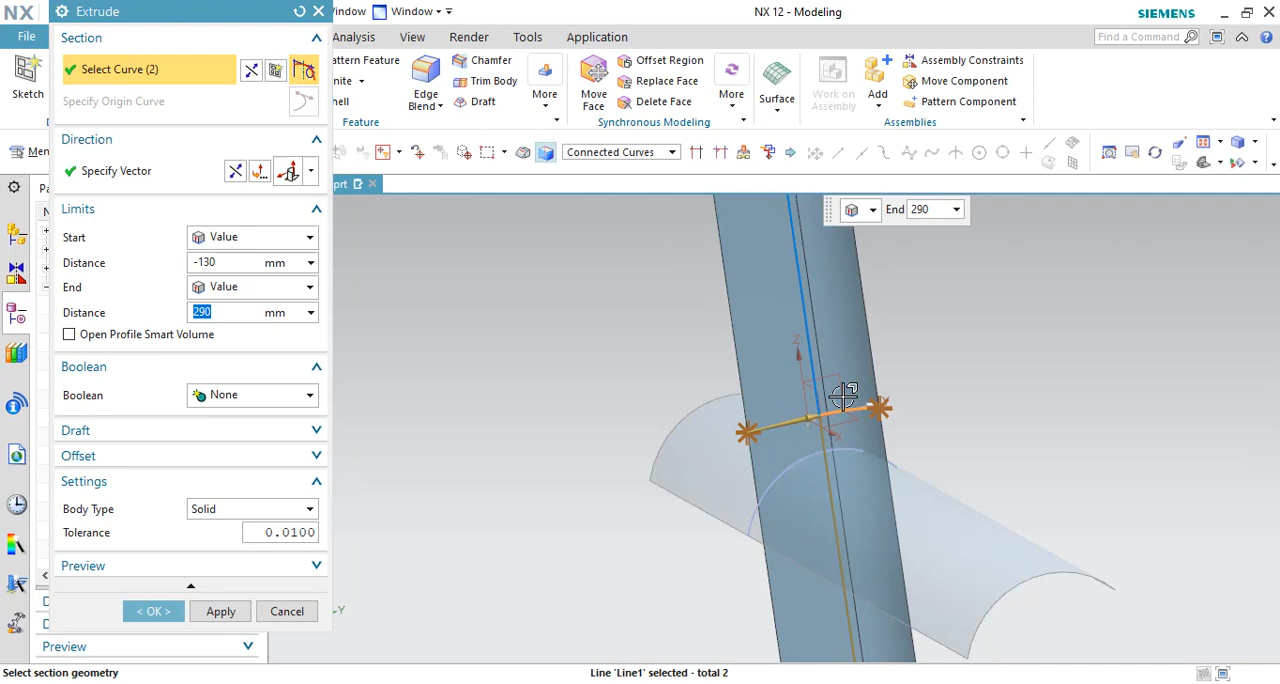 NX
Extrude
indow
Window
NX 12 - Modeling
SIEMENS
File
Analysis
View
Render
Tools
Application
Find a Command
Section
Select Curve (2)
Specify Origin Curve
Sketch
attern Feature
nite
hell
Edge
Blend
Chamfer
Trim Body
Draft
More
Feature
Move
Face
Offset Region
Replace Face
Delete Face
More
Synchronous Modeling
Surface
Work on
Assembly
Add
Assembly Constraints
Move Component
Pattern Component
Assemblies
Men
Connected Curves
Direction
Specify Vector
prt
Pa
N
End 290
Limits
Start Value
Distance -130 mm
End Value
Distance 290 mm
Open Profile Smart Volume
Boolean
Boolean None
Draft
Offset
Settings
Body Type Solid
Tolerance 0.0100
Preview
< OK > Apply Cancel
Y
D
D
Preview
Z
X
Select section geometry
Line 'Line1' selected - total 2